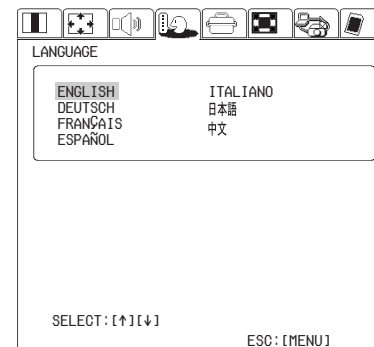 LANGUAGE
ENGLISH
DEUTSCH
FRANÇAIS
ESPAÑOL
ITALIANO
日本語
中文
SELECT:[↑][↓]
ESC:[MENU]